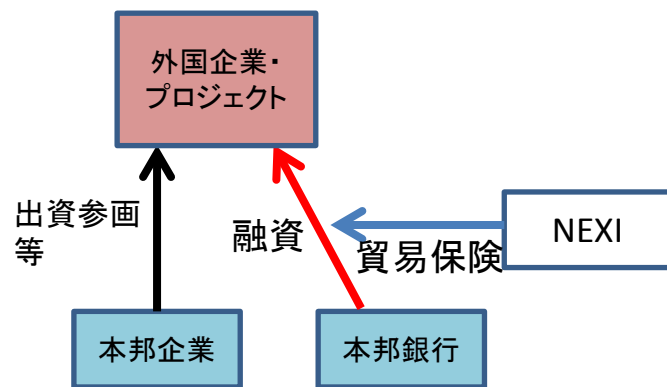 外国企業・
プロジェクト
出資参画
等
融資
貿易保険
NEXI
本邦企業
本邦銀行